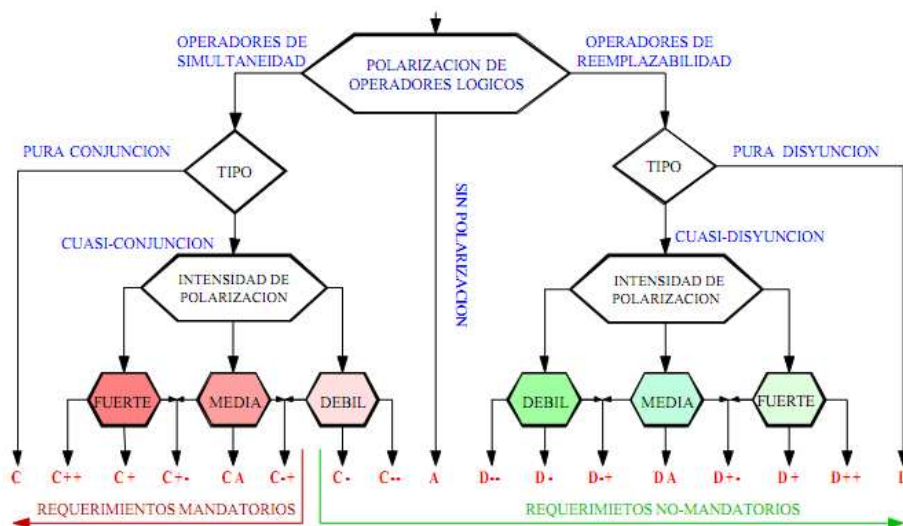 OPERADORES DE
SIMULTANEIDAD
POLARIZACION DE
OPERADORES LOGICOS
OPERADORES DE
REEMPLAZABILIDAD
PURA CONJUNCION
TIPO
TIPO
PURA DISYUNCION
SIN POLARIZACION
CUASI-CONJUNCION
CUASI-DISYUNCION
INTENSIDAD DE
POLARIZACION
INTENSIDAD DE
POLARIZACION
FUERTE
MEDIA
DEBIL
DEBIL
MEDIA
FUERTE
C C++ C+ C+- CA C-+ C- C-- A D-- D- D-+ DA D+- D+ D++ D
REQUERIMIENTOS MANDATORIOS
REQUERIMIETOS NO-MANDATORIOS